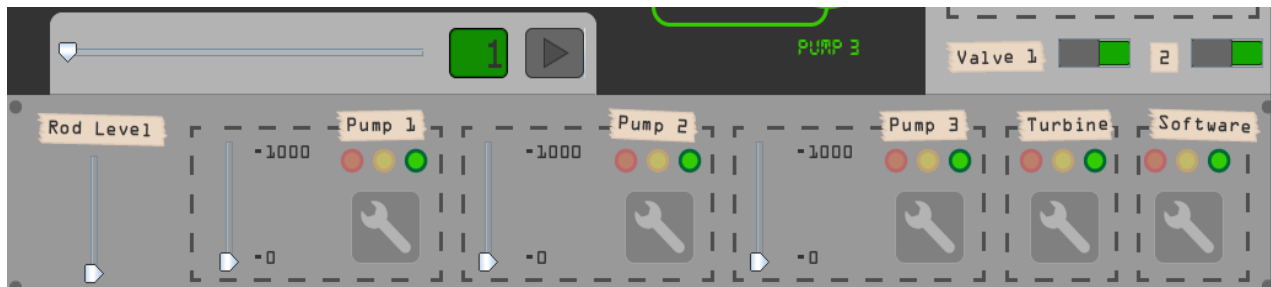 1
PUMP 3
Valve 1
2
Rod Level
Pump 1
-1000
-0
Pump 2
-1000
-0
Pump 3
-1000
-0
Turbine
Software